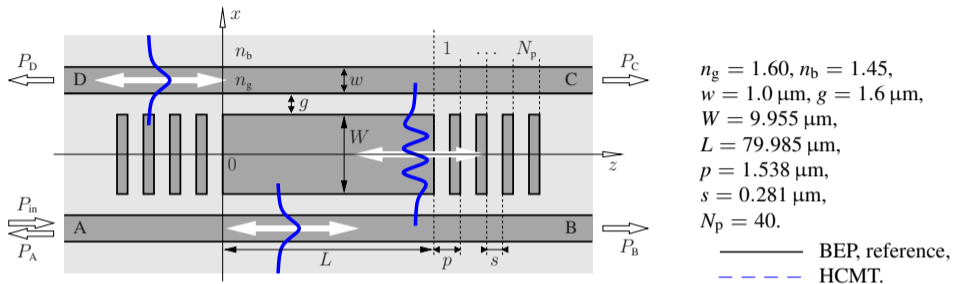 x
1 … N_p
P_D n_b P_C
D n_g w C
g
W
0 z
P_in
A B
P_A L p s P_B
n_g = 1.60, n_b = 1.45,
w = 1.0 μm, g = 1.6 μm,
W = 9.955 μm,
L = 79.985 μm,
p = 1.538 μm,
s = 0.281 μm,
N_p = 40.
BEP, reference,
HCMT.